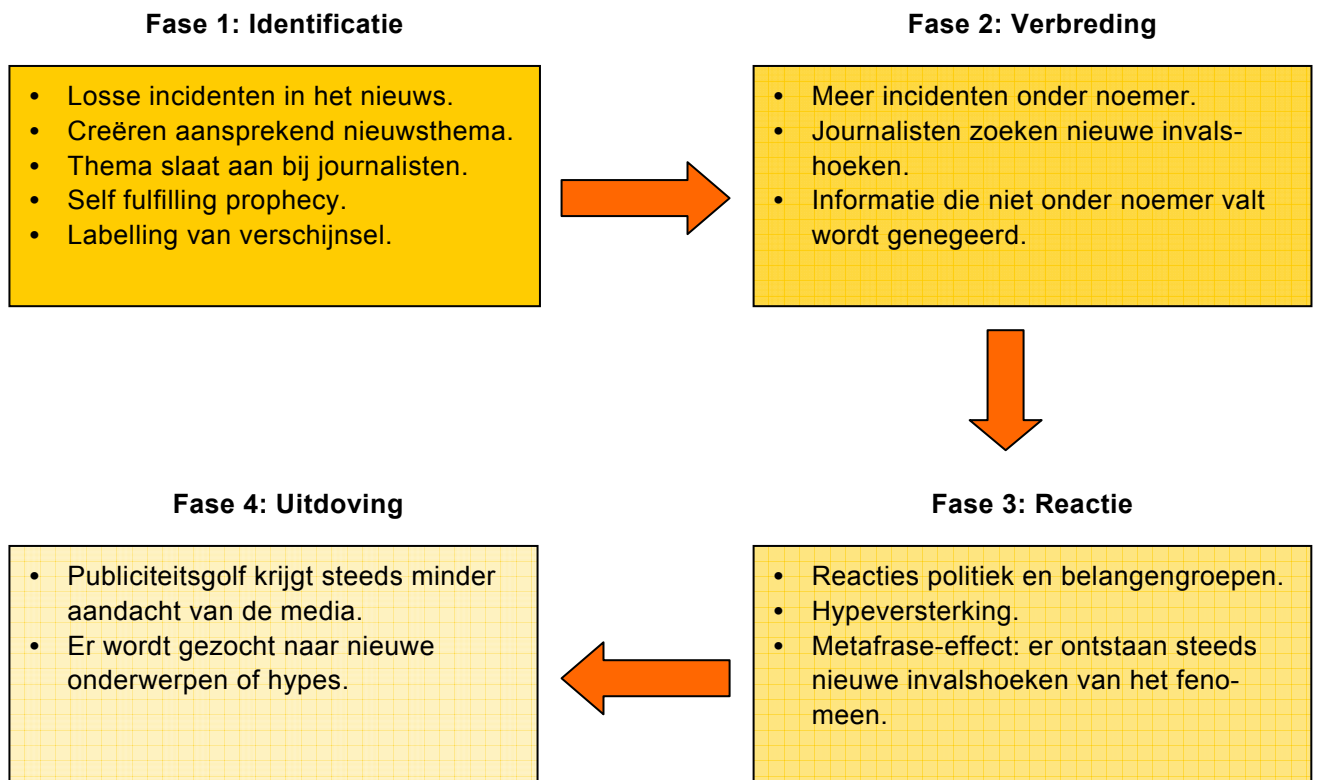 Fase 1: Identificatie
• Losse incidenten in het nieuws.
• Creëren aansprekend nieuwsthema.
• Thema slaat aan bij journalisten.
• Self fulfilling prophecy.
• Labelling van verschijnsel.
Fase 2: Verbreding
• Meer incidenten onder noemer.
• Journalisten zoeken nieuwe invals-
hoeken.
• Informatie die niet onder noemer valt
wordt genegeerd.
Fase 3: Reactie
• Reacties politiek en belangengroepen.
• Hypeversterking.
• Metafrase-effect: er ontstaan steeds
nieuwe invalshoeken van het feno-
meen.
Fase 4: Uitdoving
• Publiciteitsgolf krijgt steeds minder
aandacht van de media.
• Er wordt gezocht naar nieuwe
onderwerpen of hypes.